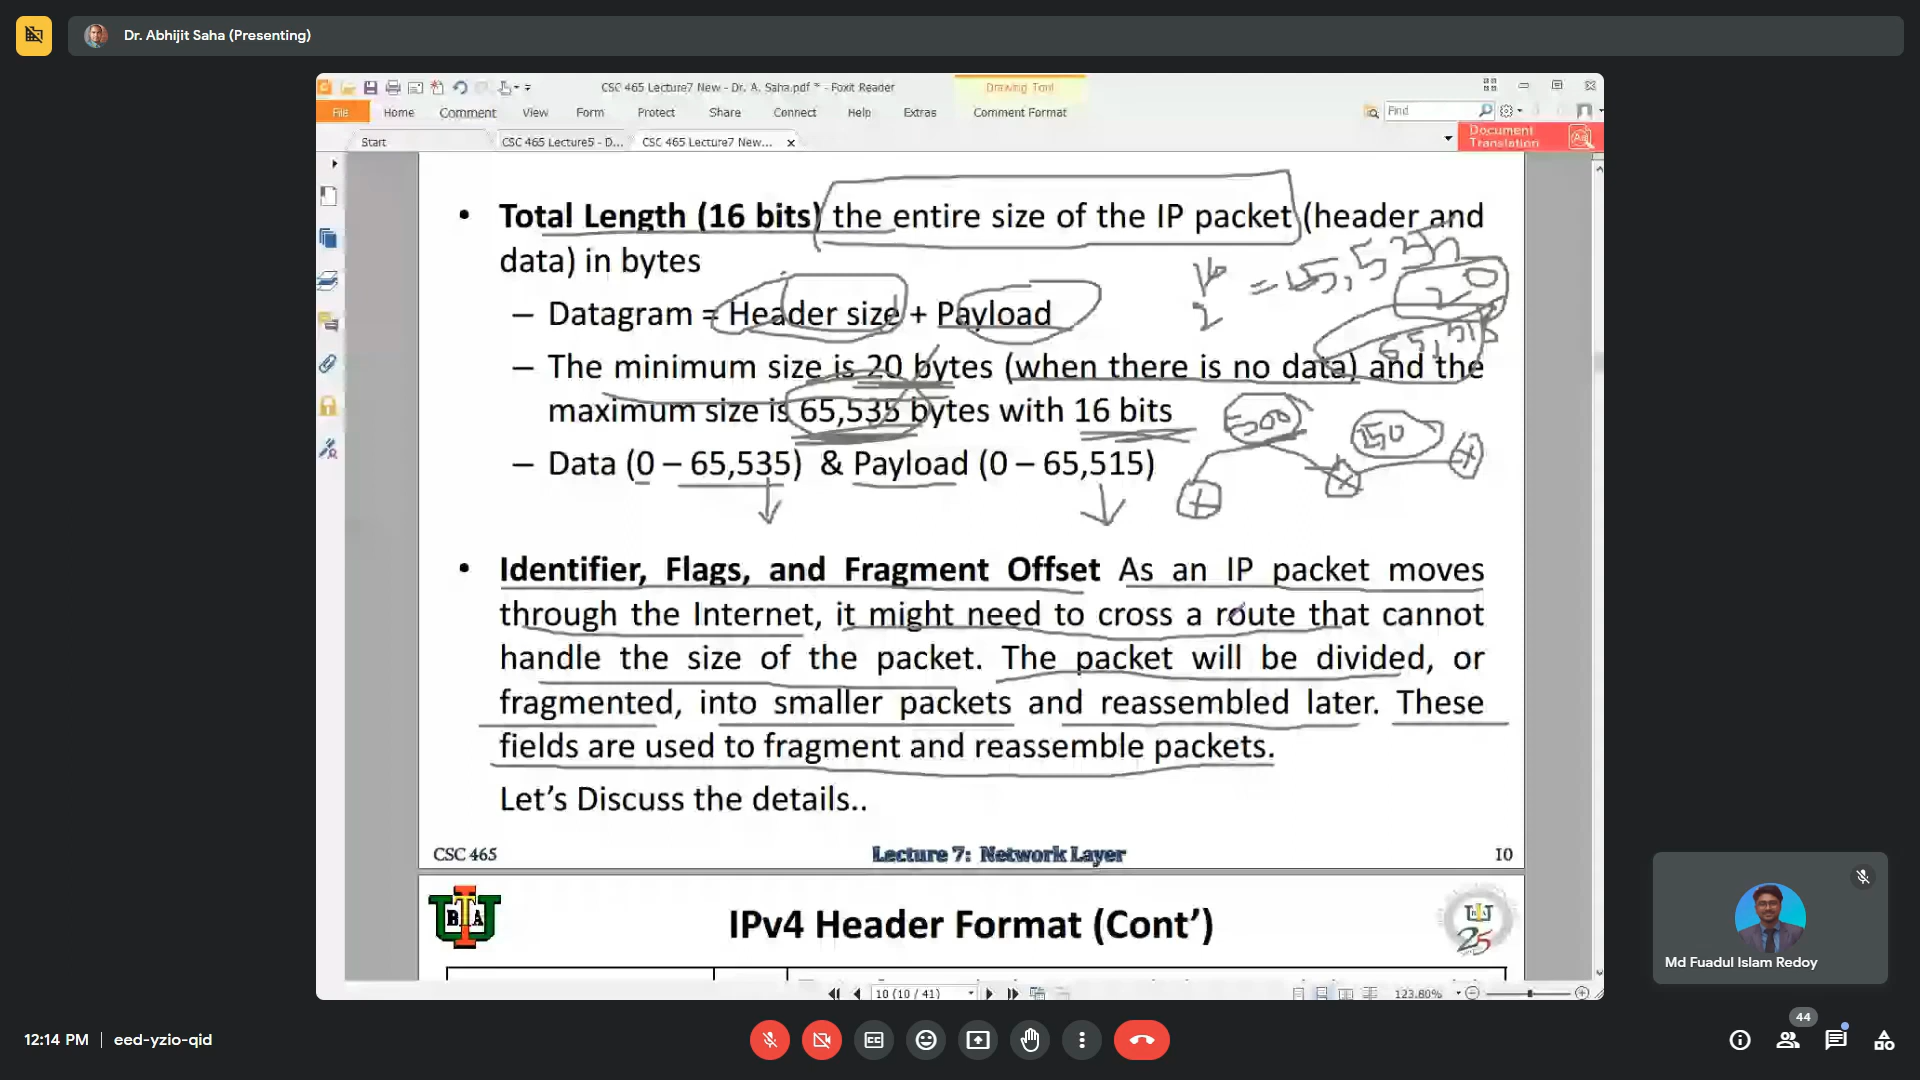 Dr. Abhijit Saha (Presenting)
CSC 465 Lecture7 New - Dr. A. Saha.pdf * - Foxit Reader
Drawing Tool
File
Home
Comment
View
Form
Protect
Share
Connect
Help
Extras
Comment Format
Find
Start
CSC 465 Lecture5 - D...
CSC 465 Lecture7 New...
Document
Translation
• Total Length (16 bits) the entire size of the IP packet (header and
data) in bytes
– Datagram = Header size + Payload
– The minimum size is 20 bytes (when there is no data) and the
maximum size is 65,535 bytes with 16 bits
– Data (0 – 65,535) & Payload (0 – 65,515)
20
150
• Identifier, Flags, and Fragment Offset As an IP packet moves
through the Internet, it might need to cross a route that cannot
handle the size of the packet. The packet will be divided, or
fragmented, into smaller packets and reassembled later. These
fields are used to fragment and reassemble packets.
Let's Discuss the details..
CSC 465
Lecture 7: Network Layer
10
IPv4 Header Format (Cont')
10 (10 / 41)
123.80%
Md Fuadul Islam Redoy
12:14 PM
eed-yzio-qid
44